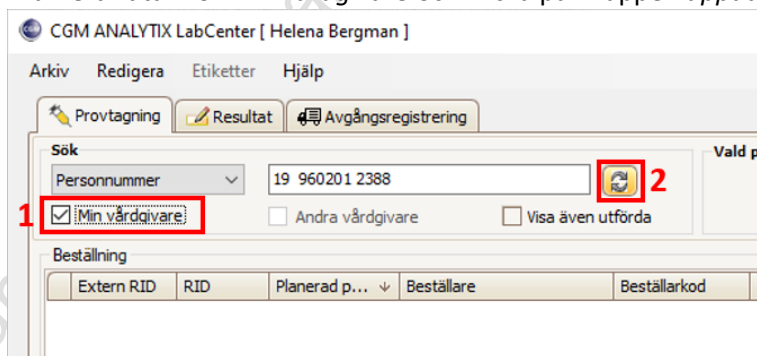 CGM ANALYTIX LabCenter [ Helena Bergman ]
Arkiv Redigera Etiketter Hjälp
Provtagning Resultat Avgångsregistrering
Sök Vald p
Personnummer 19 960201 2388 2
1 Min vårdgivare Andra vårdgivare Visa även utförda
Beställning
Extern RID RID Planerad p... Beställare Beställarkod